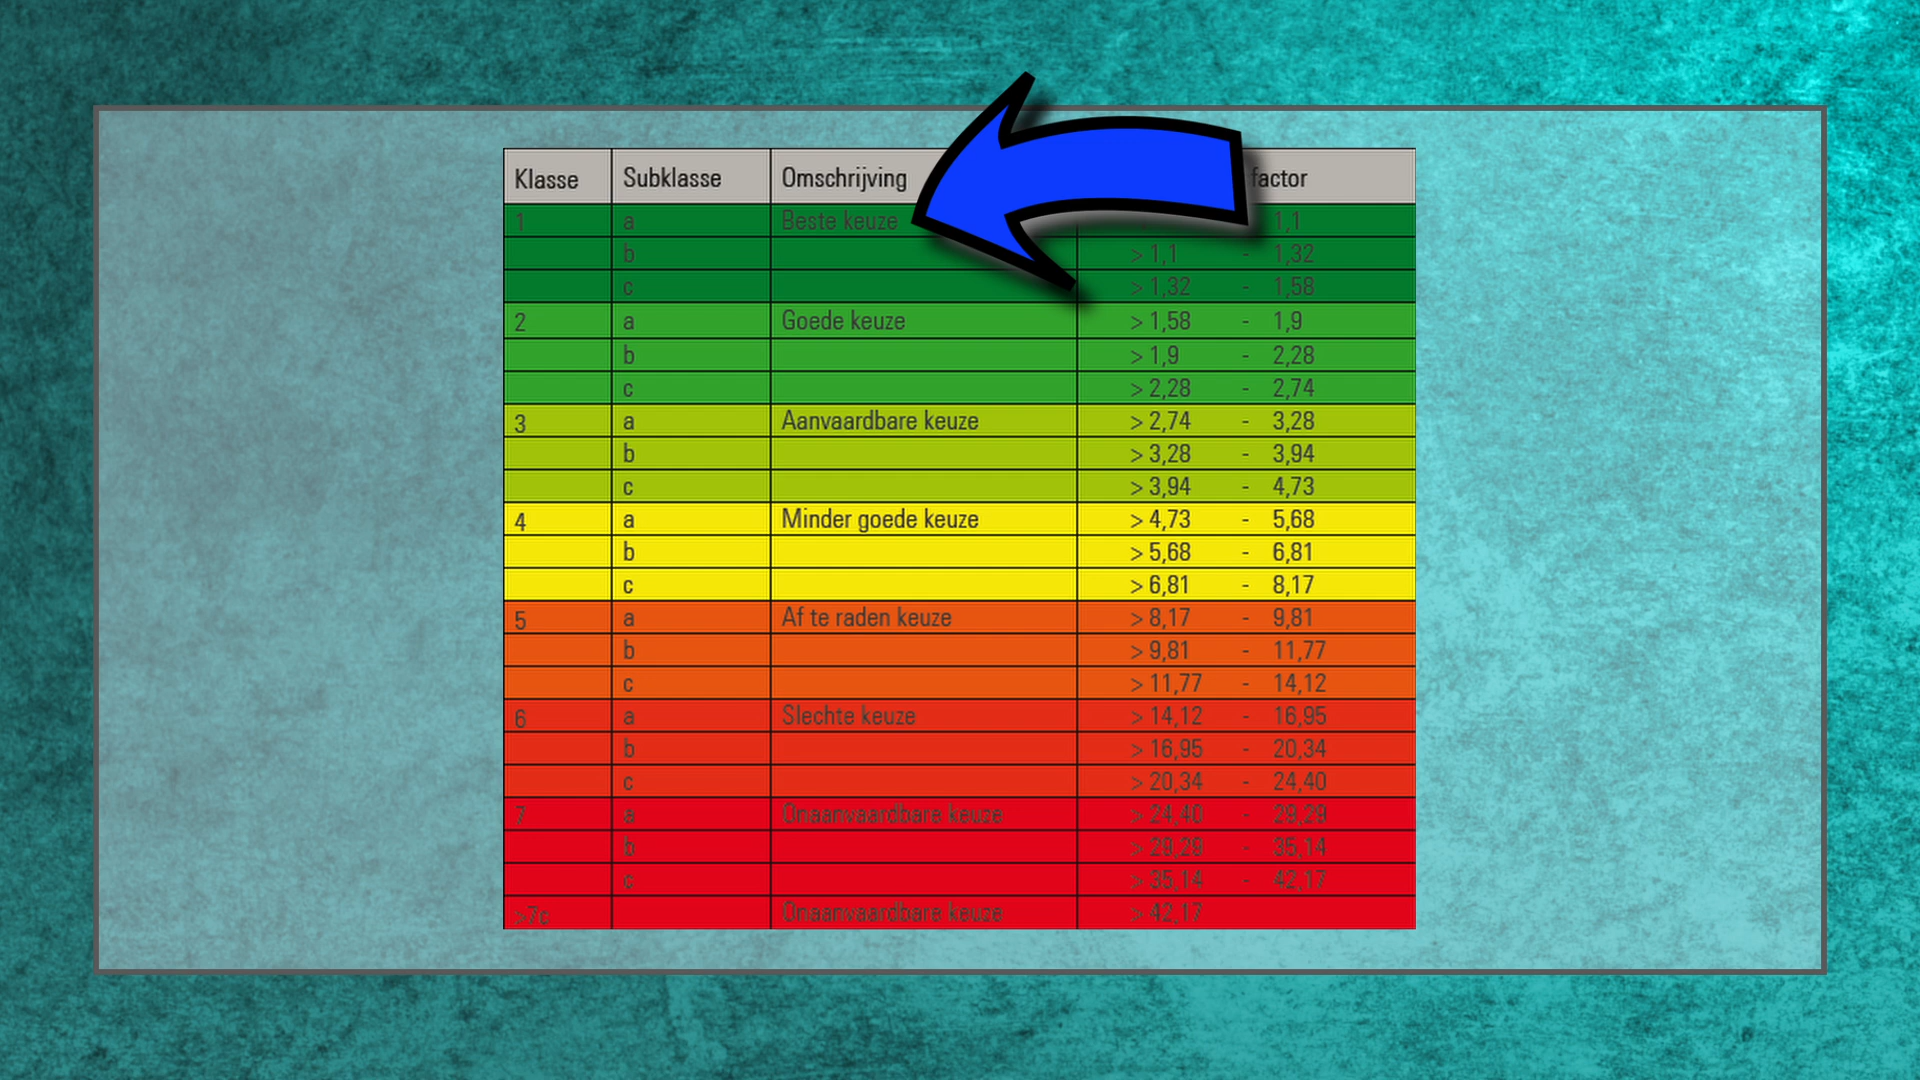 Klasse Subklasse Omschrijving factor
1 a Beste keuze 1,1
b > 1,1 - 1,32
c > 1,32 - 1,58
2 a Goede keuze > 1,58 - 1,9
b > 1,9 - 2,28
c > 2,28 - 2,74
3 a Aanvaardbare keuze > 2,74 - 3,28
b > 3,28 - 3,94
c > 3,94 - 4,73
4 a Minder goede keuze > 4,73 - 5,68
b > 5,68 - 6,81
c > 6,81 - 8,17
5 a Af te raden keuze > 8,17 - 9,81
b > 9,81 - 11,77
c > 11,77 - 14,12
6 a Slechte keuze > 14,12 - 16,95
b > 16,95 - 20,34
c > 20,34 - 24,40
7 a Onaanvaardbare keuze > 24,40 - 29,29
b > 29,29 - 35,14
c > 35,14 - 42,17
>7c Onaanvaardbare keuze > 42,17